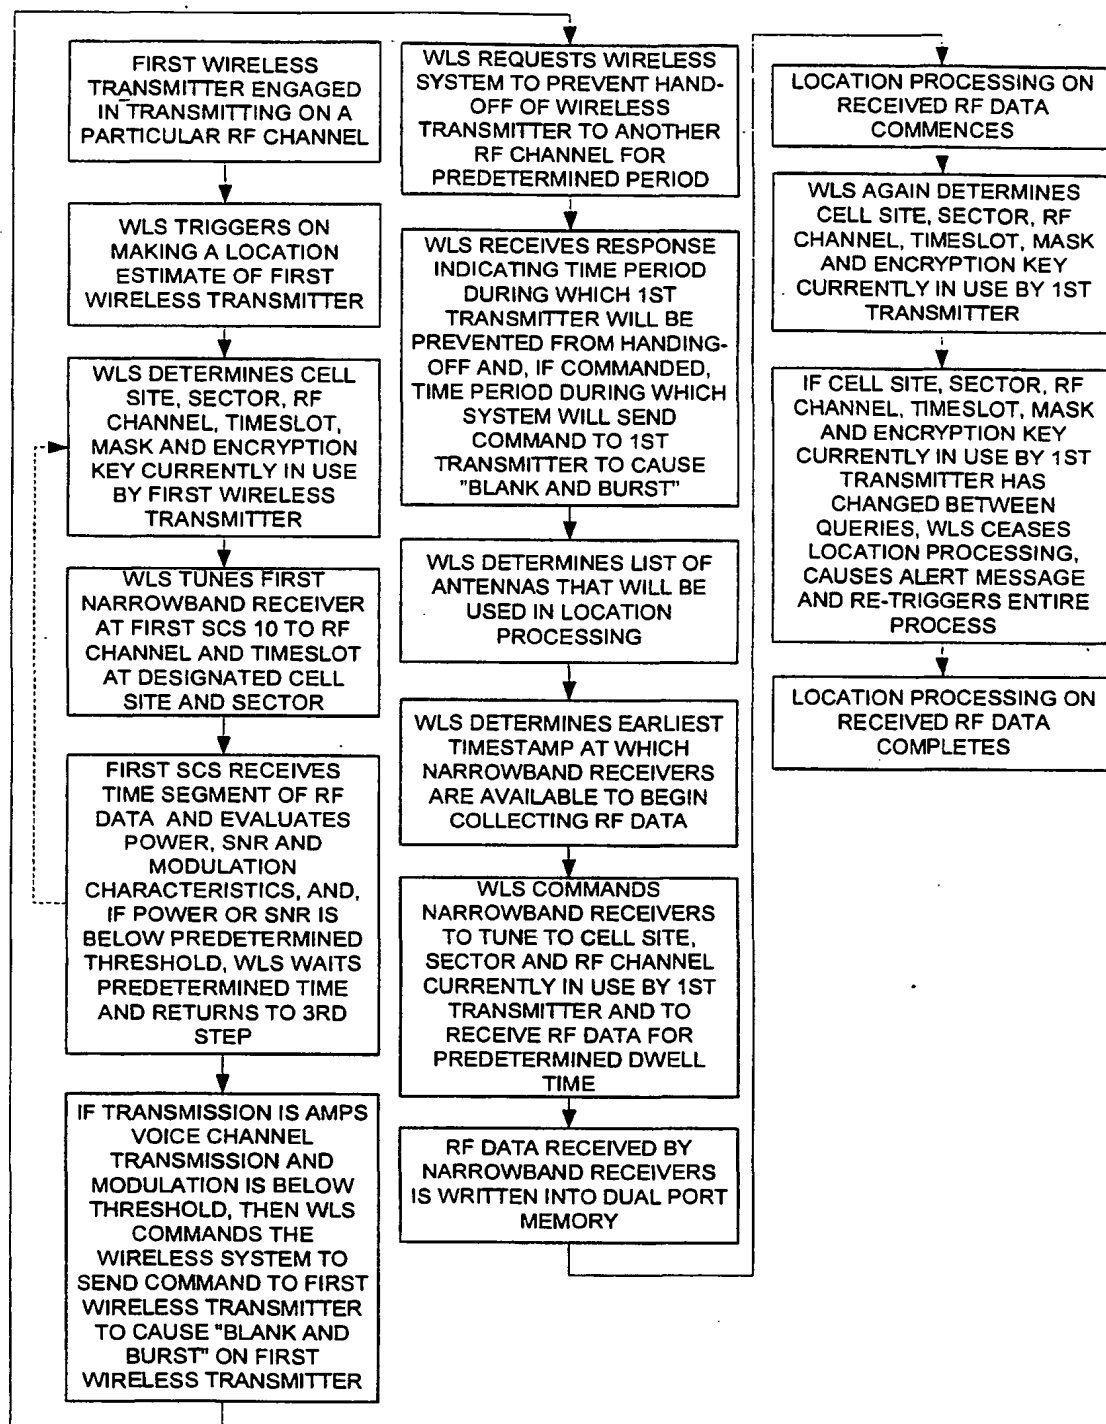 FIRST WIRELESS
TRANSMITTER ENGAGED
IN TRANSMITTING ON A
PARTICULAR RF CHANNEL
WLS TRIGGERS ON
MAKING A LOCATION
ESTIMATE OF FIRST
WIRELESS TRANSMITTER
WLS DETERMINES CELL
SITE, SECTOR, RF
CHANNEL, TIMESLOT,
MASK AND ENCRYPTION
KEY CURRENTLY IN USE
BY FIRST WIRELESS
TRANSMITTER
WLS TUNES FIRST
NARROWBAND RECEIVER
AT FIRST SCS 10 TO RF
CHANNEL AND TIMESLOT
AT DESIGNATED CELL
SITE AND SECTOR
FIRST SCS RECEIVES
TIME SEGMENT OF RF
DATA AND EVALUATES
POWER, SNR AND
MODULATION
CHARACTERISTICS, AND,
IF POWER OR SNR IS
BELOW PREDETERMINED
THRESHOLD, WLS WAITS
PREDETERMINED TIME
AND RETURNS TO 3RD
STEP
IF TRANSMISSION IS AMPS
VOICE CHANNEL
TRANSMISSION AND
MODULATION IS BELOW
THRESHOLD, THEN WLS
COMMANDS THE
WIRELESS SYSTEM TO
SEND COMMAND TO FIRST
WIRELESS TRANSMITTER
TO CAUSE "BLANK AND
BURST" ON FIRST
WIRELESS TRANSMITTER
WLS REQUESTS WIRELESS
SYSTEM TO PREVENT HAND-
OFF OF WIRELESS
TRANSMITTER TO ANOTHER
RF CHANNEL FOR
PREDETERMINED PERIOD
WLS RECEIVES RESPONSE
INDICATING TIME PERIOD
DURING WHICH 1ST
TRANSMITTER WILL BE
PREVENTED FROM HANDING-
OFF AND, IF COMMANDED,
TIME PERIOD DURING WHICH
SYSTEM WILL SEND
COMMAND TO 1ST
TRANSMITTER TO CAUSE
"BLANK AND BURST"
WLS DETERMINES LIST OF
ANTENNAS THAT WILL BE
USED IN LOCATION
PROCESSING
WLS DETERMINES EARLIEST
TIMESTAMP AT WHICH
NARROWBAND RECEIVERS
ARE AVAILABLE TO BEGIN
COLLECTING RF DATA
WLS COMMANDS
NARROWBAND RECEIVERS
TO TUNE TO CELL SITE,
SECTOR AND RF CHANNEL
CURRENTLY IN USE BY 1ST
TRANSMITTER AND TO
RECEIVE RF DATA FOR
PREDETERMINED DWELL
TIME
RF DATA RECEIVED BY
NARROWBAND RECEIVERS
IS WRITTEN INTO DUAL PORT
MEMORY
LOCATION PROCESSING ON
RECEIVED RF DATA
COMMENCES
WLS AGAIN DETERMINES
CELL SITE, SECTOR, RF
CHANNEL, TIMESLOT, MASK
AND ENCRYPTION KEY
CURRENTLY IN USE BY 1ST
TRANSMITTER
IF CELL SITE, SECTOR, RF
CHANNEL, TIMESLOT, MASK
AND ENCRYPTION KEY
CURRENTLY IN USE BY 1ST
TRANSMITTER HAS
CHANGED BETWEEN
QUERIES, WLS CEASES
LOCATION PROCESSING,
CAUSES ALERT MESSAGE
AND RE-TRIGGERS ENTIRE
PROCESS
LOCATION PROCESSING ON
RECEIVED RF DATA
COMPLETES